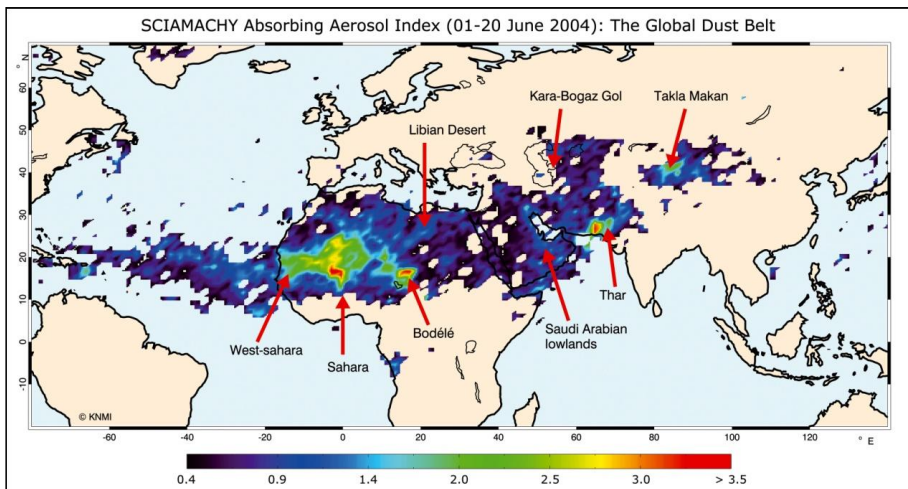 SCIAMACHY Absorbing Aerosol Index (01-20 June 2004): The Global Dust Belt
° N
60
50
40
30
20
10
0
-10
Kara-Bogaz Gol
Takla Makan
Libian Desert
Thar
Saudi Arabian
lowlands
Bodélé
West-sahara
Sahara
© KNMI
-60 -40 -20 0 20 40 60 80 100 120 ° E
0.4 0.9 1.4 2.0 2.5 3.0 > 3.5